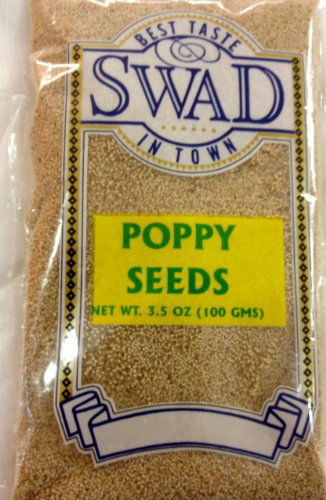 BEST TASTE
SWAD
IN TOWN
POPPY
SEEDS
NET WT. 3.5 OZ (100 GMS)